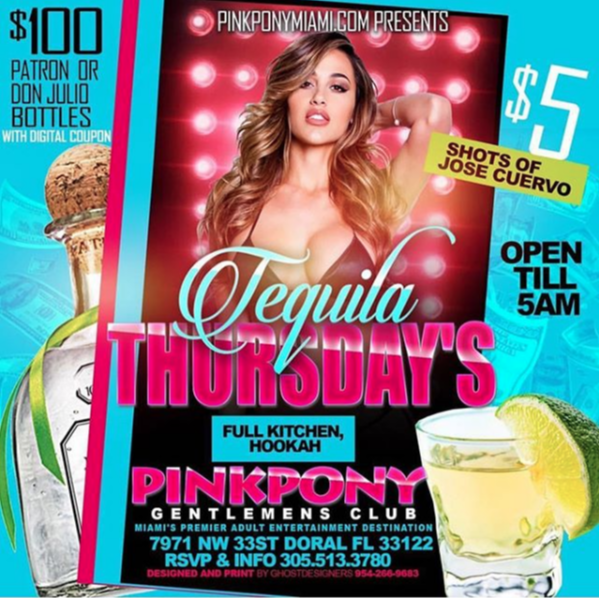 PINKPONYMIAMI.COM PRESENTS
$100
PATRON OR
DON JULIO
BOTTLES
WITH DIGITAL COUPON
$5
SHOTS OF
JOSE CUERVO
OPEN
TILL
5AM
Tequila
THURSDAY'S
FULL KITCHEN,
HOOKAH
PINKPONY
GENTLEMENS CLUB
MIAMI'S PREMIER ADULT ENTERTAINMENT DESTINATION
7971 NW 33ST DORAL FL 33122
RSVP & INFO 305.513.3780
DESIGNED AND PRINT BY GHOSTDESIGNERS 954-266-9883